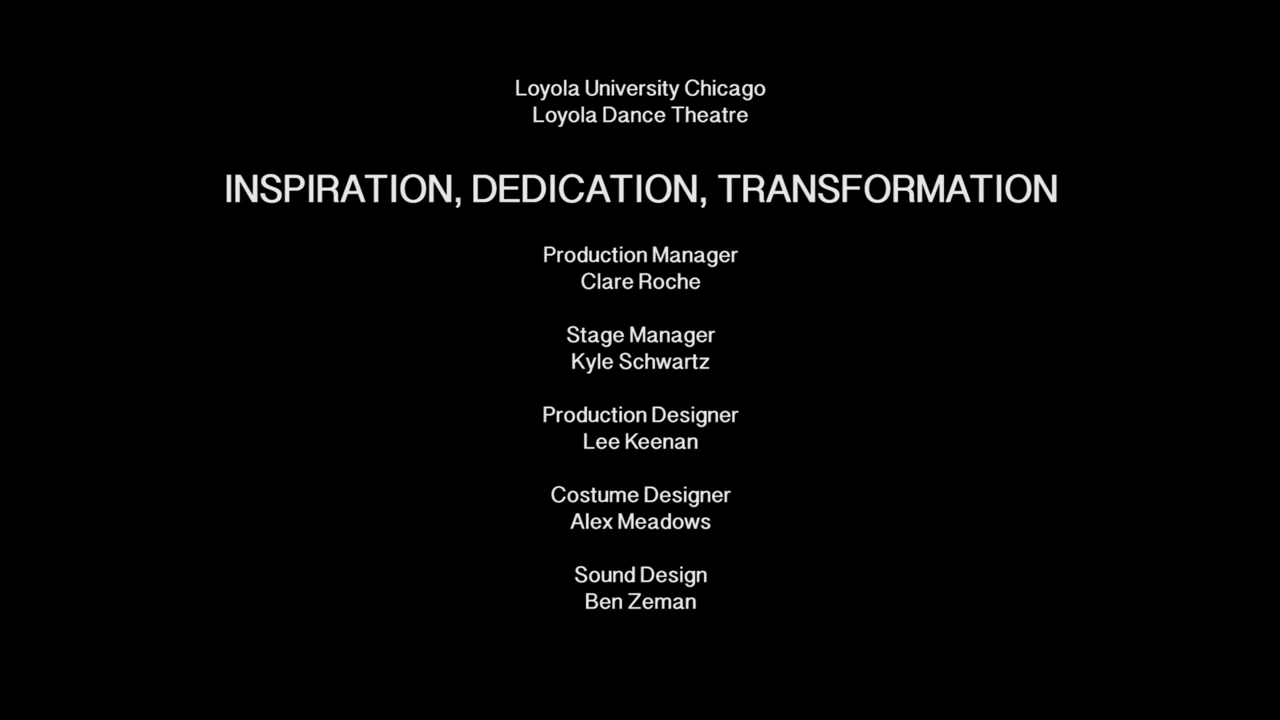 Loyola University Chicago
Loyola Dance Theatre
INSPIRATION, DEDICATION, TRANSFORMATION
Production Manager
Clare Roche
Stage Manager
Kyle Schwartz
Production Designer
Lee Keenan
Costume Designer
Alex Meadows
Sound Design
Ben Zeman